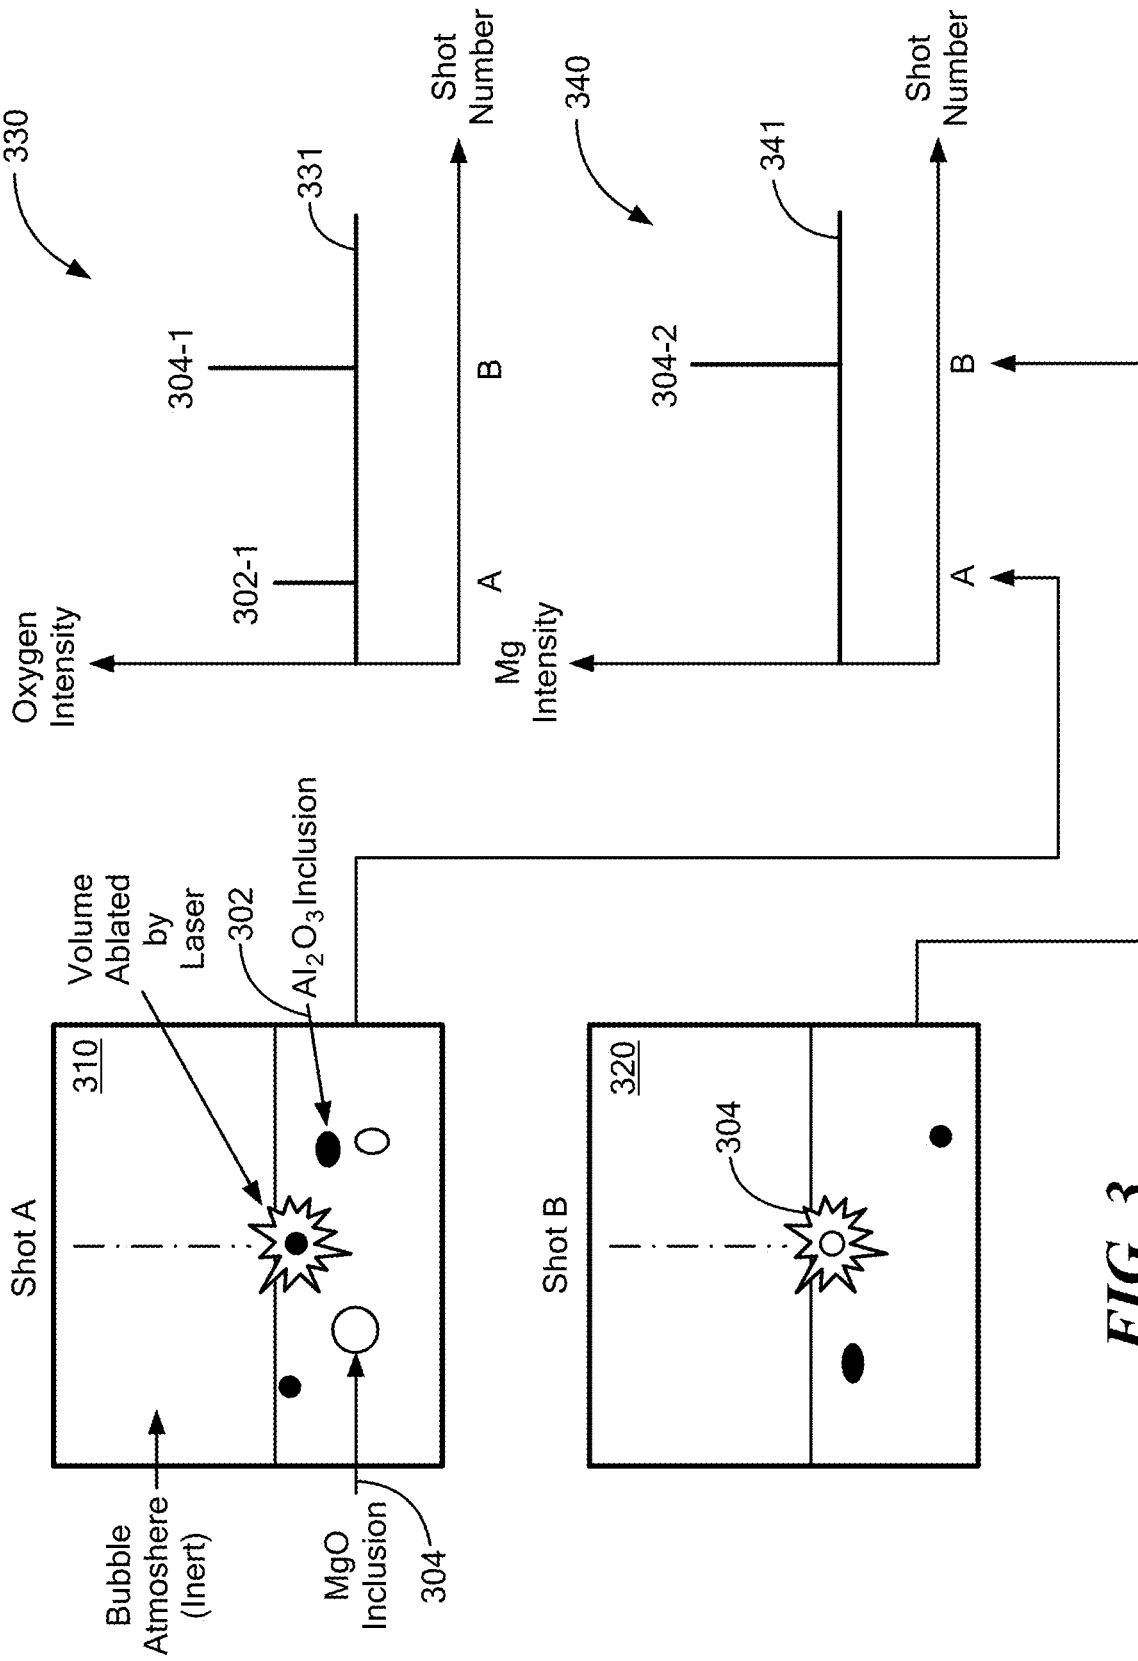 Shot A
310
Volume
Ablated
by
Laser
302
Al2O3 Inclusion
Bubble
Atmoshere
(Inert)
MgO
Inclusion
304
Oxygen
Intensity
330
302-1
304-1
331
A
B
Shot
Number
Shot B
320
304
Mg
Intensity
340
304-2
341
A
B
Shot
Number
FIG. 3